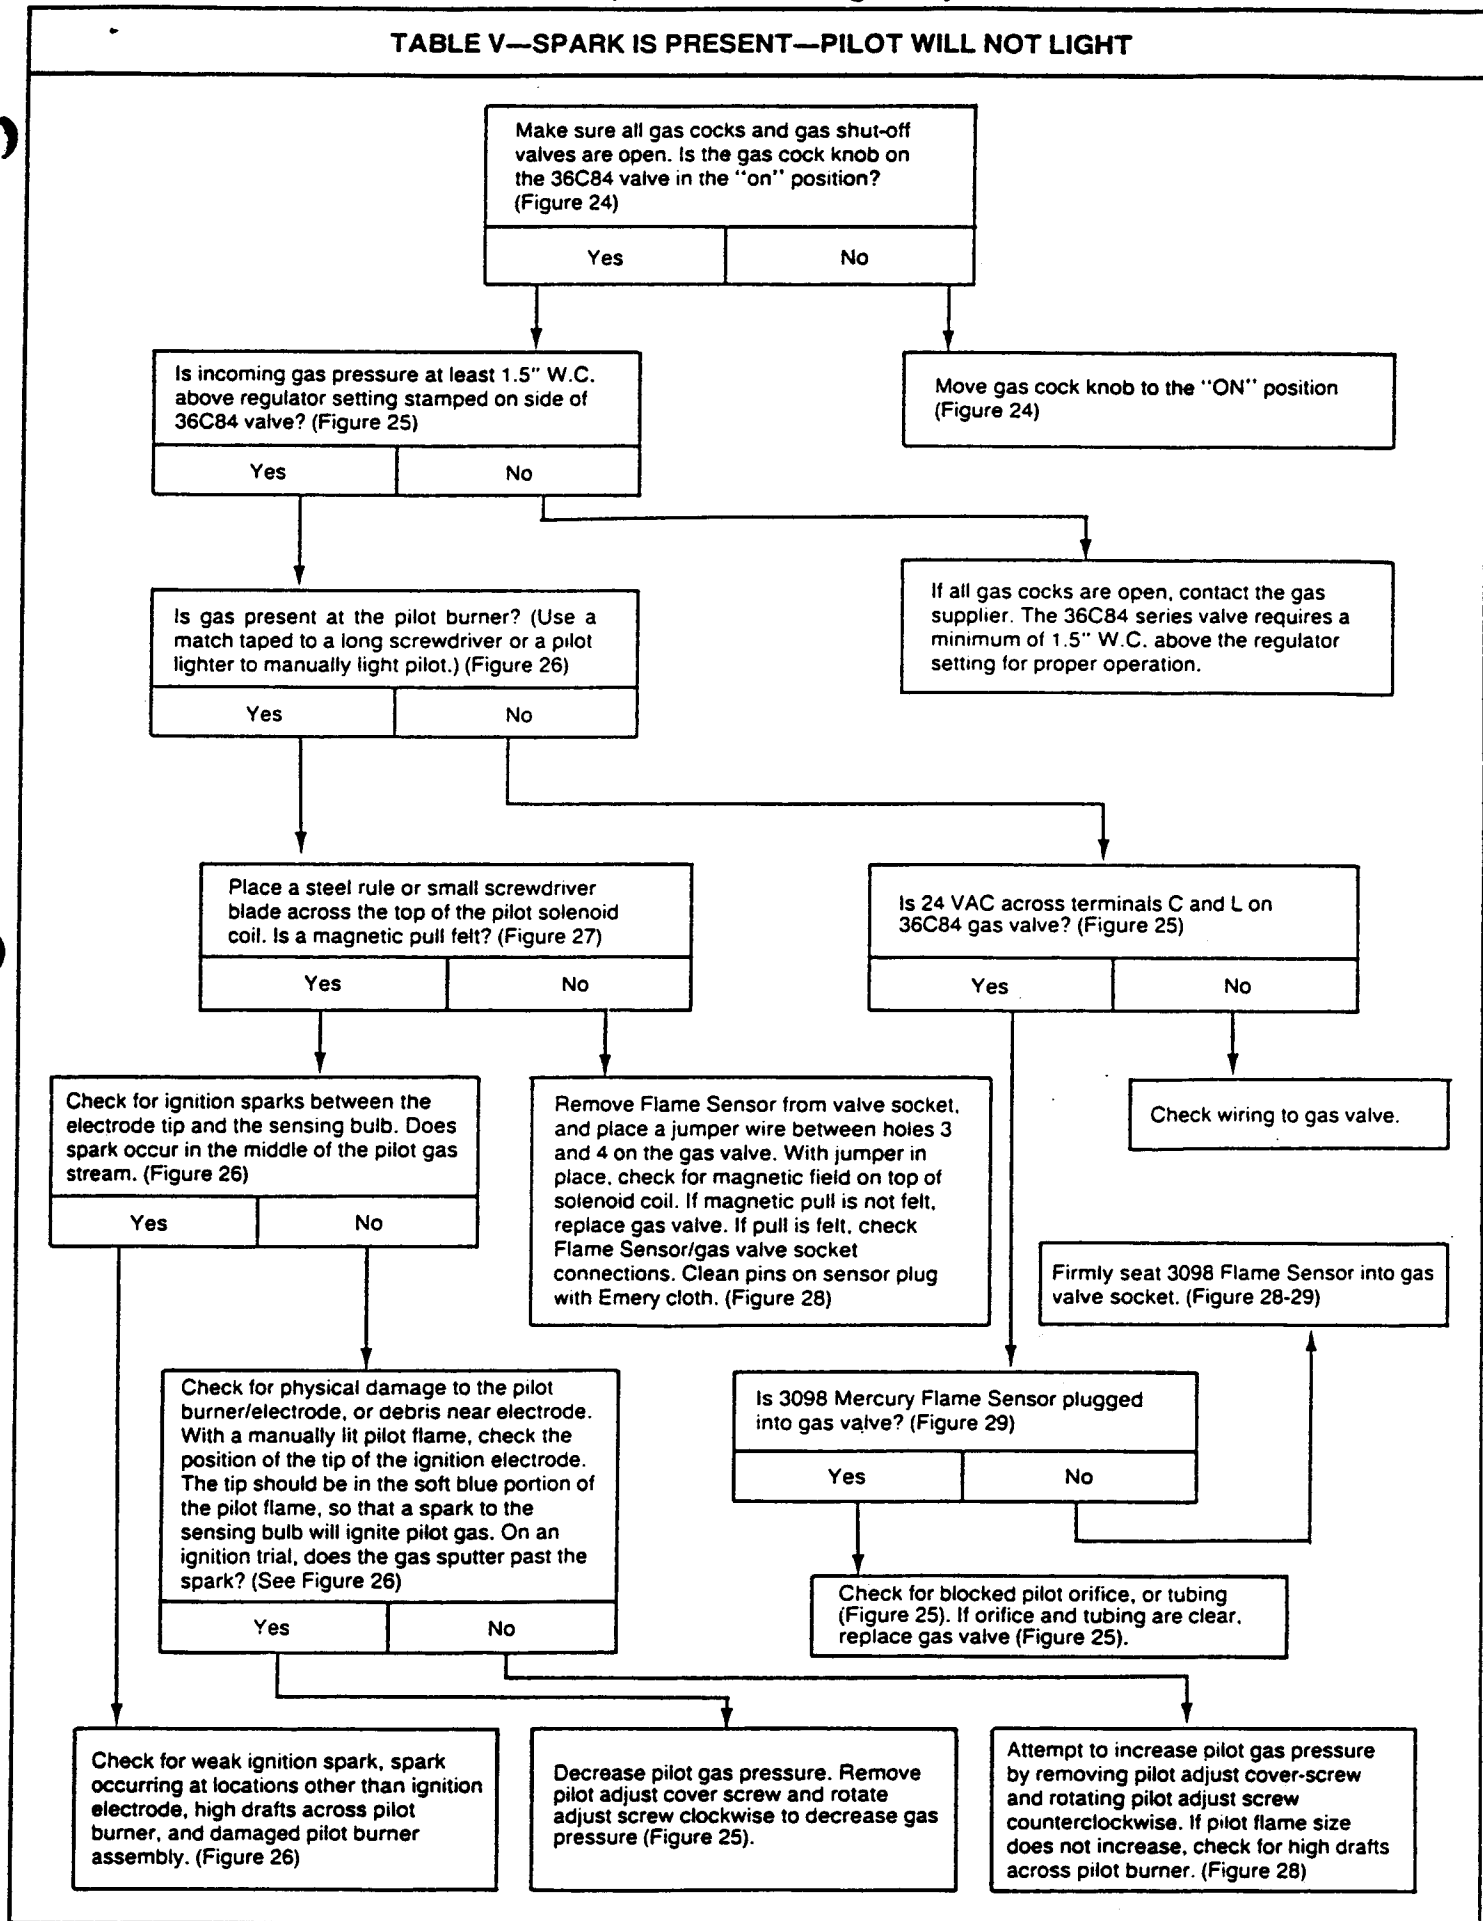 TABLE V—SPARK IS PRESENT—PILOT WILL NOT LIGHT
Make sure all gas cocks and gas shut-off
valves are open. Is the gas cock knob on
the 36C84 valve in the "on" position?
(Figure 24)
Yes
No
Is incoming gas pressure at least 1.5" W.C.
above regulator setting stamped on side of
36C84 valve? (Figure 25)
Yes
No
Move gas cock knob to the "ON" position
(Figure 24)
Is gas present at the pilot burner? (Use a
match taped to a long screwdriver or a pilot
lighter to manually light pilot.) (Figure 26)
Yes
No
If all gas cocks are open, contact the gas
supplier. The 36C84 series valve requires a
minimum of 1.5" W.C. above the regulator
setting for proper operation.
Place a steel rule or small screwdriver
blade across the top of the pilot solenoid
coil. Is a magnetic pull felt? (Figure 27)
Yes
No
Is 24 VAC across terminals C and L on
36C84 gas valve? (Figure 25)
Yes
No
Check for ignition sparks between the
electrode tip and the sensing bulb. Does
spark occur in the middle of the pilot gas
stream. (Figure 26)
Yes
No
Remove Flame Sensor from valve socket,
and place a jumper wire between holes 3
and 4 on the gas valve. With jumper in
place, check for magnetic field on top of
solenoid coil. If magnetic pull is not felt,
replace gas valve. If pull is felt, check
Flame Sensor/gas valve socket
connections. Clean pins on sensor plug
with Emery cloth. (Figure 28)
Check wiring to gas valve.
Firmly seat 3098 Flame Sensor into gas
valve socket. (Figure 28-29)
Check for physical damage to the pilot
burner/electrode, or debris near electrode.
With a manually lit pilot flame, check the
position of the tip of the ignition electrode.
The tip should be in the soft blue portion of
the pilot flame, so that a spark to the
sensing bulb will ignite pilot gas. On an
ignition trial, does the gas sputter past the
spark? (See Figure 26)
Yes
No
Is 3098 Mercury Flame Sensor plugged
into gas valve? (Figure 29)
Yes
No
Check for blocked pilot orifice, or tubing
(Figure 25). If orifice and tubing are clear,
replace gas valve (Figure 25).
Check for weak ignition spark, spark
occurring at locations other than ignition
electrode, high drafts across pilot
burner, and damaged pilot burner
assembly. (Figure 26)
Decrease pilot gas pressure. Remove
pilot adjust cover screw and rotate
adjust screw clockwise to decrease gas
pressure (Figure 25).
Attempt to increase pilot gas pressure
by removing pilot adjust cover-screw
and rotating pilot adjust screw
counterclockwise. If pilot flame size
does not increase, check for high drafts
across pilot burner. (Figure 28)